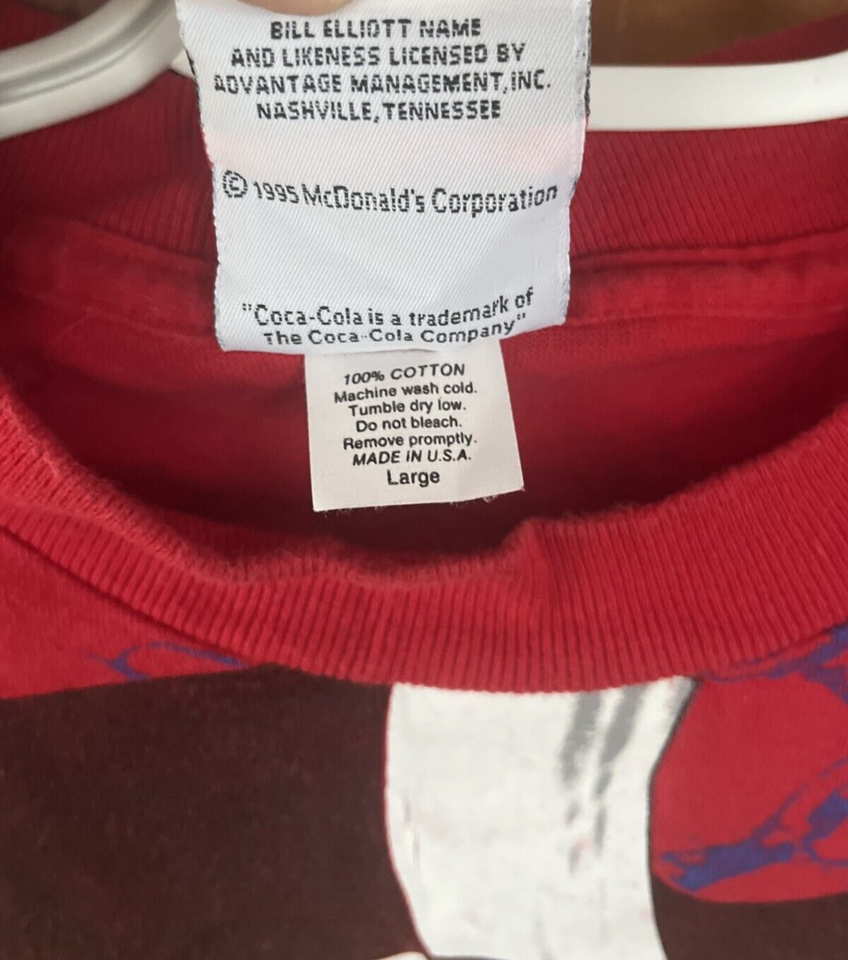 BILL ELLIOTT NAME
AND LIKENESS LICENSED BY
ADVANTAGE MANAGEMENT, INC.
NASHVILLE, TENNESSEE
© 1995 McDonald's Corporation
"Coca-Cola is a trademark of
The Coca-Cola Company"
100% COTTON
Machine wash cold.
Tumble dry low.
Do not bleach.
Remove promptly.
MADE IN U.S.A.
Large